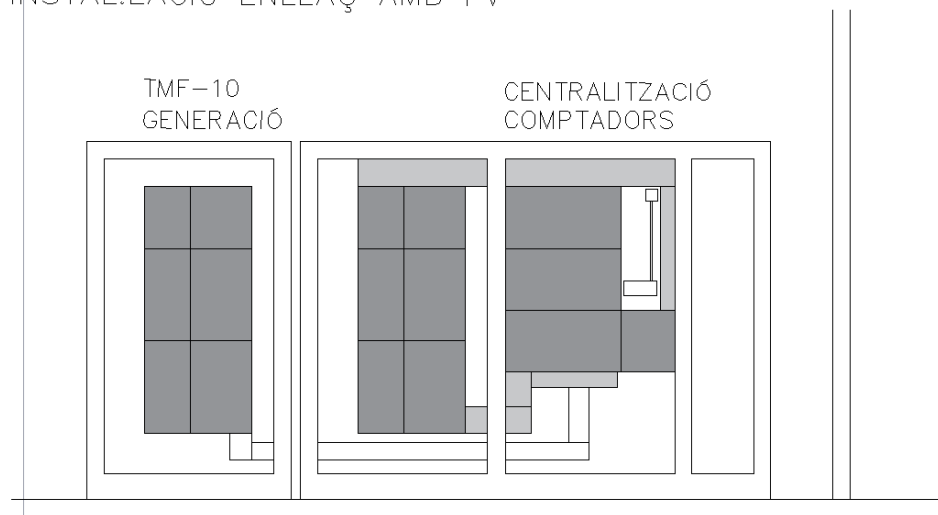 INSTAL.LACIÓ ENLLAÇ AMB FV
TMF-10
GENERACIÓ
CENTRALITZACIÓ
COMPTADORS